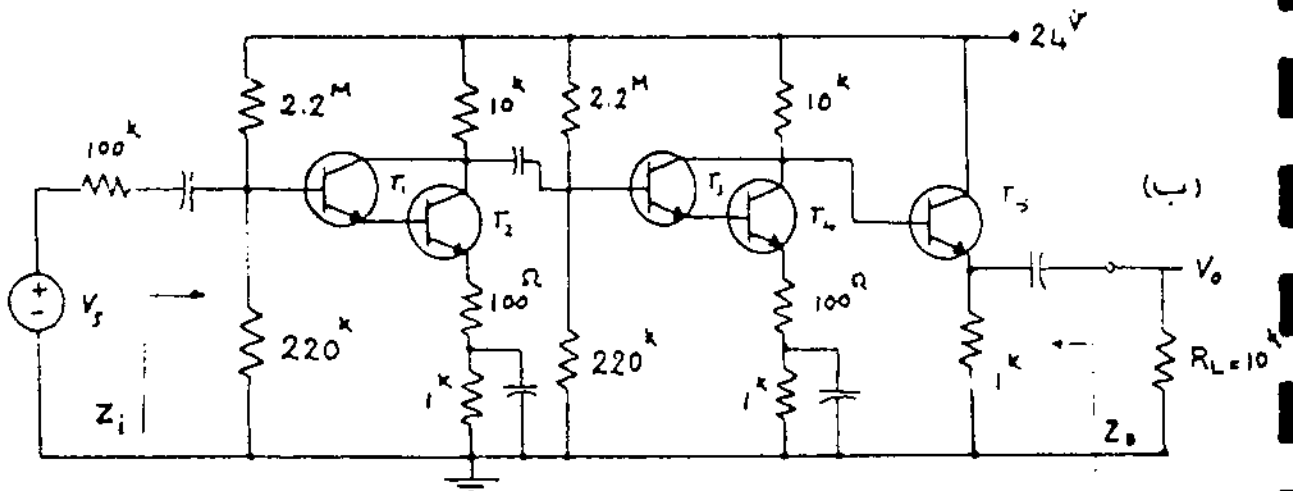 24V
2.2M
10k
2.2M
10k
100k
T1
T2
T3
T4
T5
(ب)
Vs
100Ω
100Ω
Vo
220k
1k
220k
1k
1k
RL=10k
Zi
Zo